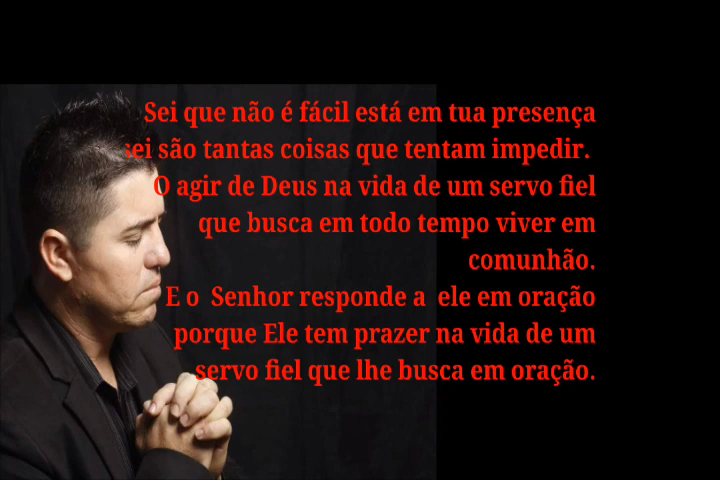 Sei que não é fácil está em tua presença
sei são tantas coisas que tentam impedir.
O agir de Deus na vida de um servo fiel
que busca em todo tempo viver em
comunhão.
E o  Senhor responde a  ele em oração
porque Ele tem prazer na vida de um
servo fiel que lhe busca em oração.